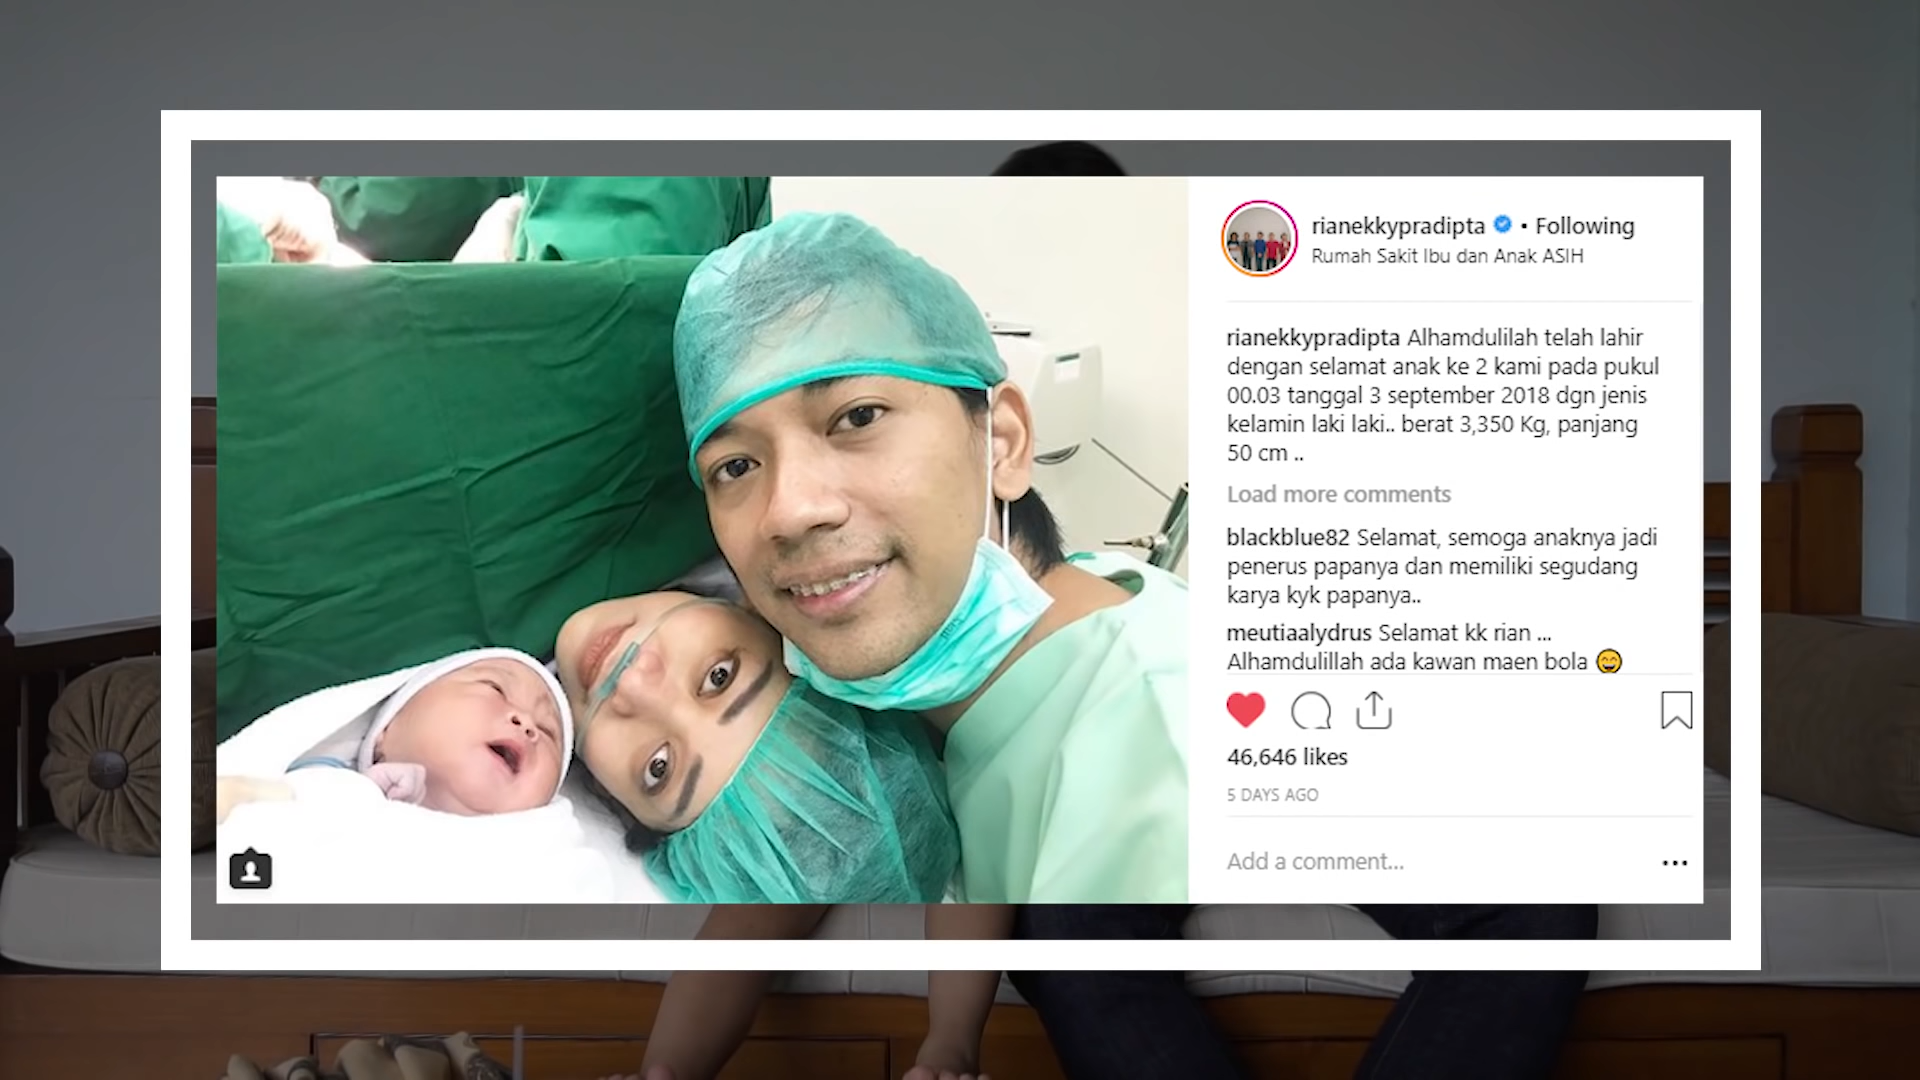 rianekkypradipta • Following
Rumah Sakit Ibu dan Anak ASIH
rianekkypradipta Alhamdulilah telah lahir
dengan selamat anak ke 2 kami pada pukul
00.03 tanggal 3 september 2018 dgn jenis
kelamin laki laki.. berat 3,350 Kg, panjang
50 cm ..
Load more comments
blackblue82 Selamat, semoga anaknya jadi
penerus papanya dan memiliki segudang
karya kyk papanya..
meutiaalydrus Selamat kk rian ...
Alhamdulillah ada kawan maen bola 😄
46,646 likes
5 DAYS AGO
Add a comment...